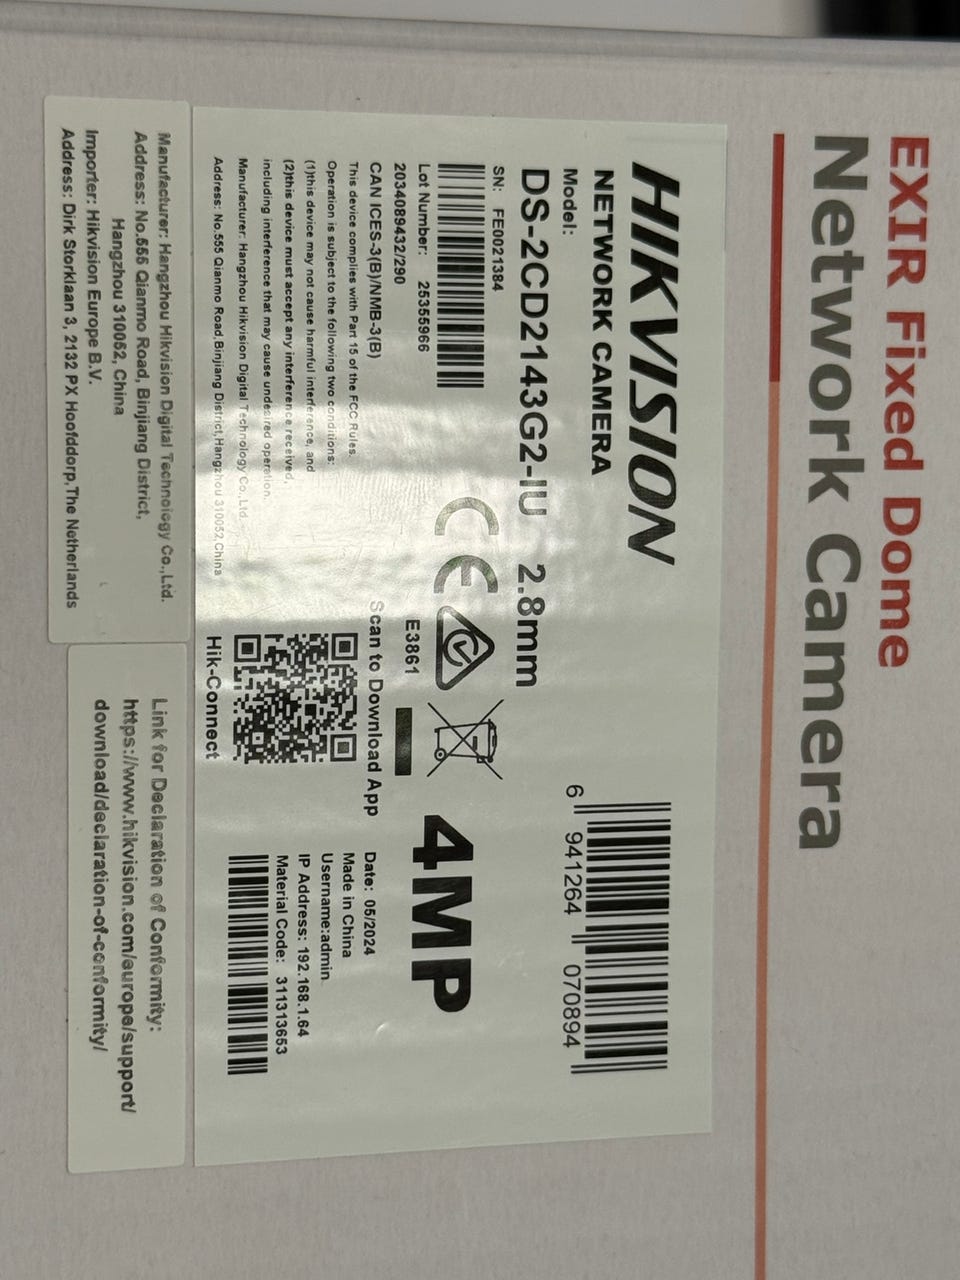 EXIR Fixed Dome
Network Camera
HIKVISION
NETWORK CAMERA
Model:
DS-2CD2143G2-IU 2.8mm
6 941264 070894
SN: FE0021384
Lot Number: 25355966
2034089432/290
CAN ICES-3(B)/NMB-3(B)
This device complies with Part 15 of the FCC Rules.
Operation is subject to the following two conditions:
(1)this device may not cause harmful interference, and
(2)this device must accept any interference received,
including interference that may cause undesired operation.
Manufacturer: Hangzhou Hikvision Digital Technology Co.,Ltd.
Address: No.555 Qianmo Road,Binjiang District,Hangzhou 310052,China
CE
E3861
Scan to Download App
Hik-Connect
4MP
Date: 05/2024
Made in China
Username:admin
IP Address: 192.168.1.64
Material Code: 311313653
Manufacturer: Hangzhou Hikvision Digital Technology Co.,Ltd.
Address: No.555 Qianmo Road, Binjiang District,
Hangzhou 310052, China
Importer: Hikvision Europe B.V.
Address: Dirk Storklaan 3, 2132 PX Hoofddorp,The Netherlands
Link for Declaration of Conformity:
https://www.hikvision.com/europe/support/
download/declaration-of-conformity/